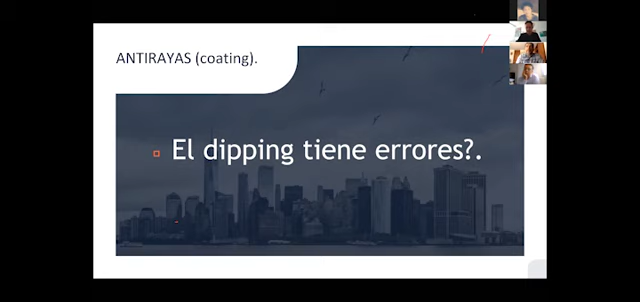 ANTIRAYAS (coating).
El dipping tiene errores?.